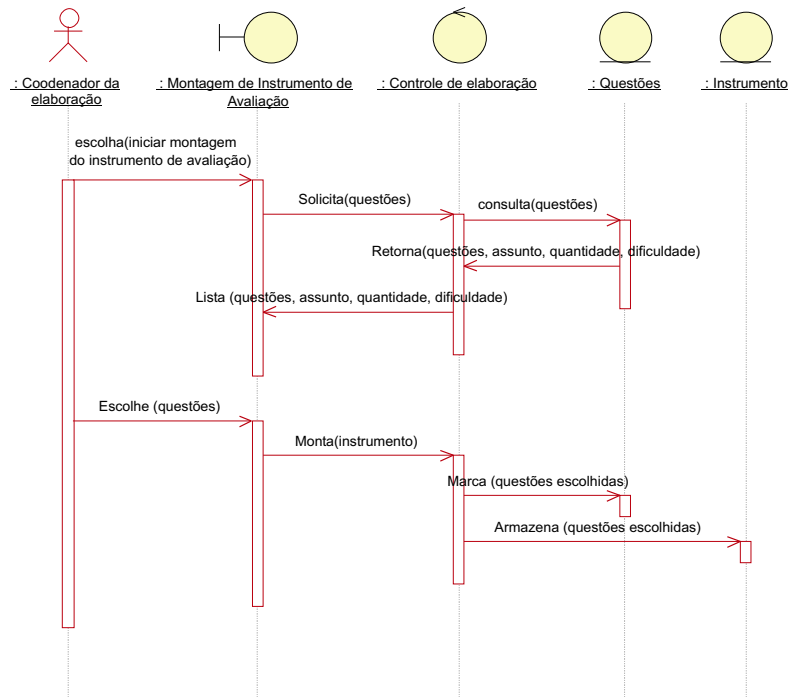 : Coodenador da
elaboração
: Montagem de Instrumento de
Avaliação
: Controle de elaboração
: Questões
: Instrumento
escolha(iniciar montagem
do instrumento de avaliação)
Solicita(questões)
consulta(questões)
Retorna(questões, assunto, quantidade, dificuldade)
Lista (questões, assunto, quantidade, dificuldade)
Escolhe (questões)
Monta(instrumento)
Marca (questões escolhidas)
Armazena (questões escolhidas)